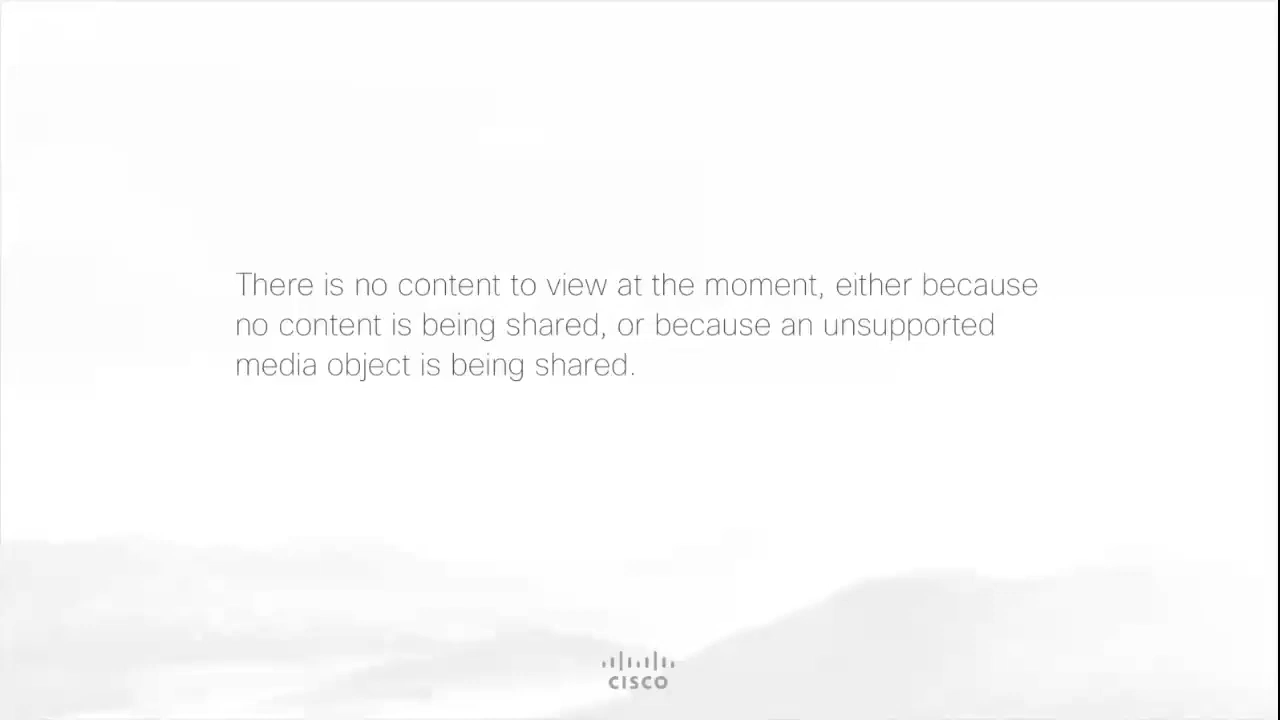 There is no content to view at the moment, either because
no content is being shared, or because an unsupported
media object is being shared.
CISCO